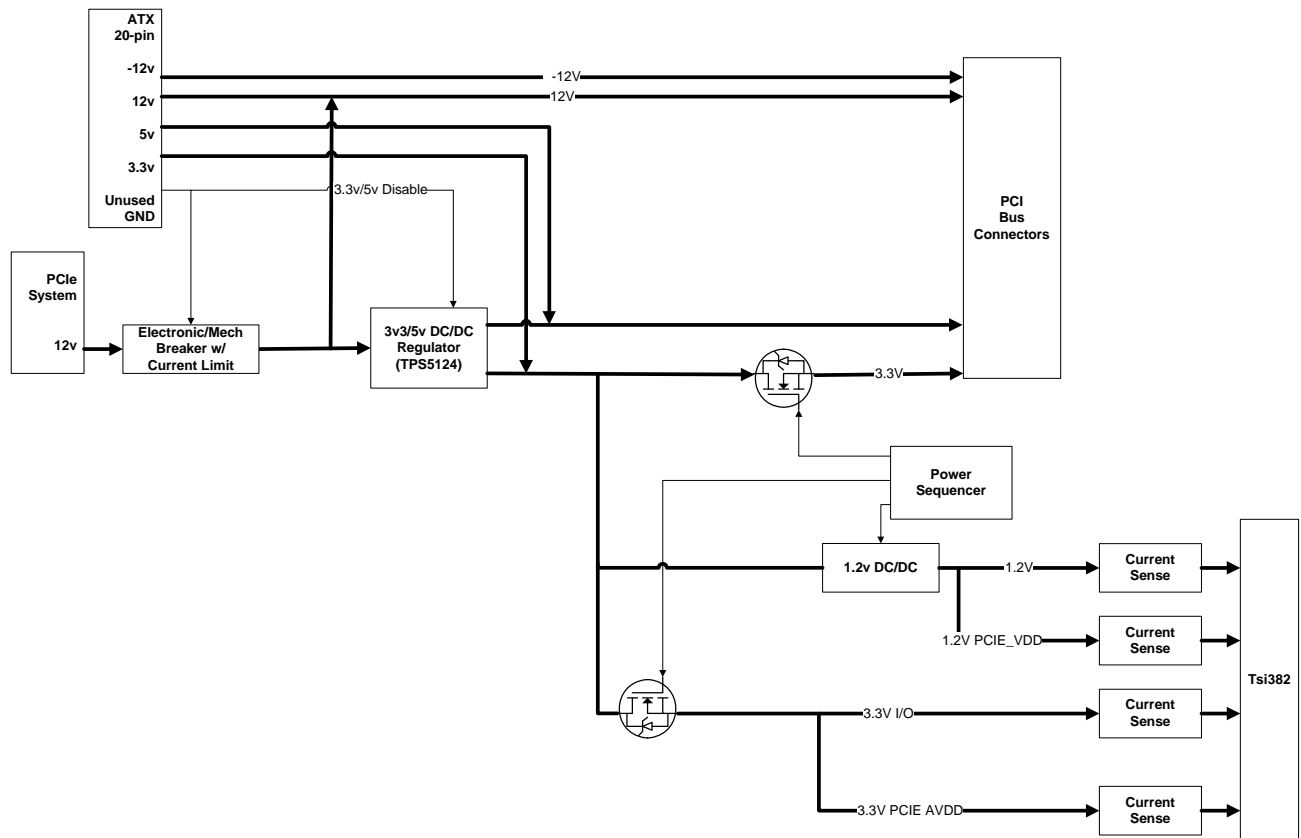 ATX
20-pin
-12v
12v
5v
3.3v
Unused
GND
-12V
12V
3.3v/5v Disable
PCI
Bus
Connectors
PCIe
System
12v
Electronic/Mech
Breaker w/
Current Limit
3v3/5v DC/DC
Regulator
(TPS5124)
3.3V
Power
Sequencer
1.2v DC/DC
1.2V
Current
Sense
1.2V PCIE_VDD
Current
Sense
Tsi382
3.3V I/O
Current
Sense
3.3V PCIE AVDD
Current
Sense